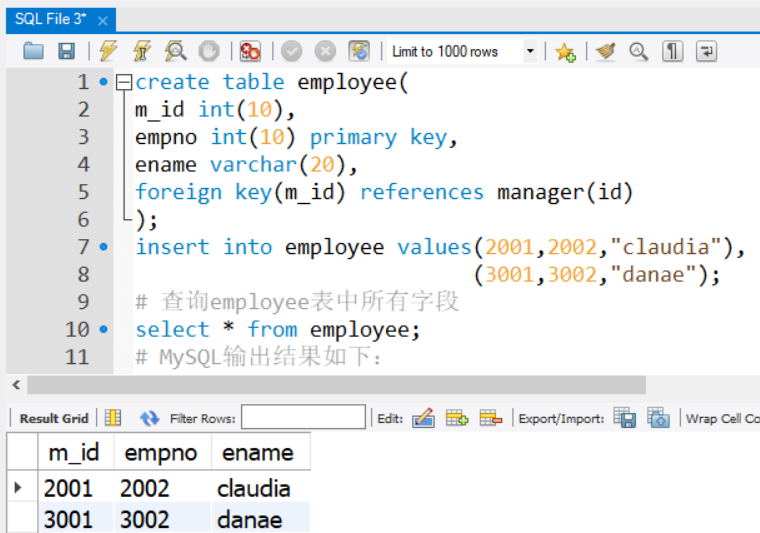 SQL File 3*
Limit to 1000 rows
1 create table employee(
2 m_id int(10),
3 empno int(10) primary key,
4 ename varchar(20),
5 foreign key(m_id) references manager(id)
6 );
7 insert into employee values(2001,2002,"claudia"),
8 (3001,3002,"danae");
9 # 查询employee表中所有字段
10 select * from employee;
11 # MySQL输出结果如下：
Result Grid Filter Rows: Edit: Export/Import: Wrap Cell Co
m_id empno ename
2001 2002 claudia
3001 3002 danae